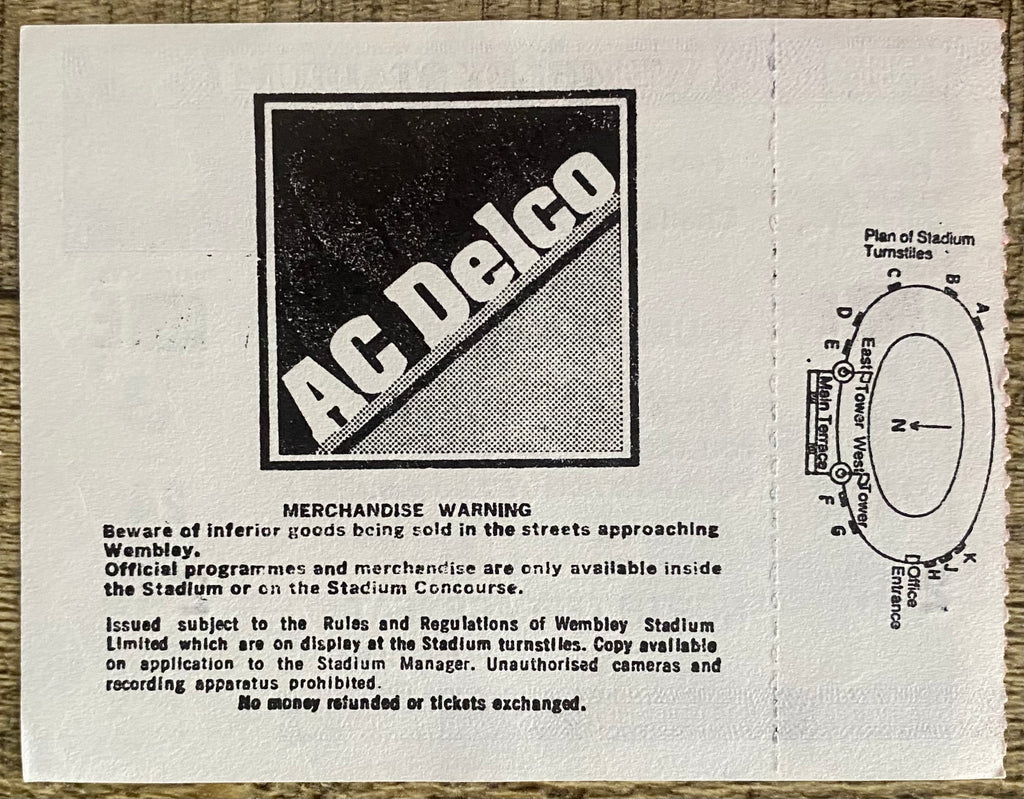 AC Delco
MERCHANDISE WARNING
Beware of inferior goods being sold in the streets approaching
Wembley.
Official programmes and merchandise are only available inside
the Stadium or on the Stadium Concourse.
Issued subject to the Rules and Regulations of Wembley Stadium
Limited which are on display at the Stadium turnstiles. Copy available
on application to the Stadium Manager. Unauthorised cameras and
recording apparatus prohibited.
No money refunded or tickets exchanged.
Plan of Stadium
Turnstiles
A
B
C
D
E
East Tower
West Tower
Main Terrace
N
F
G
H
J
K
Office
Entrance